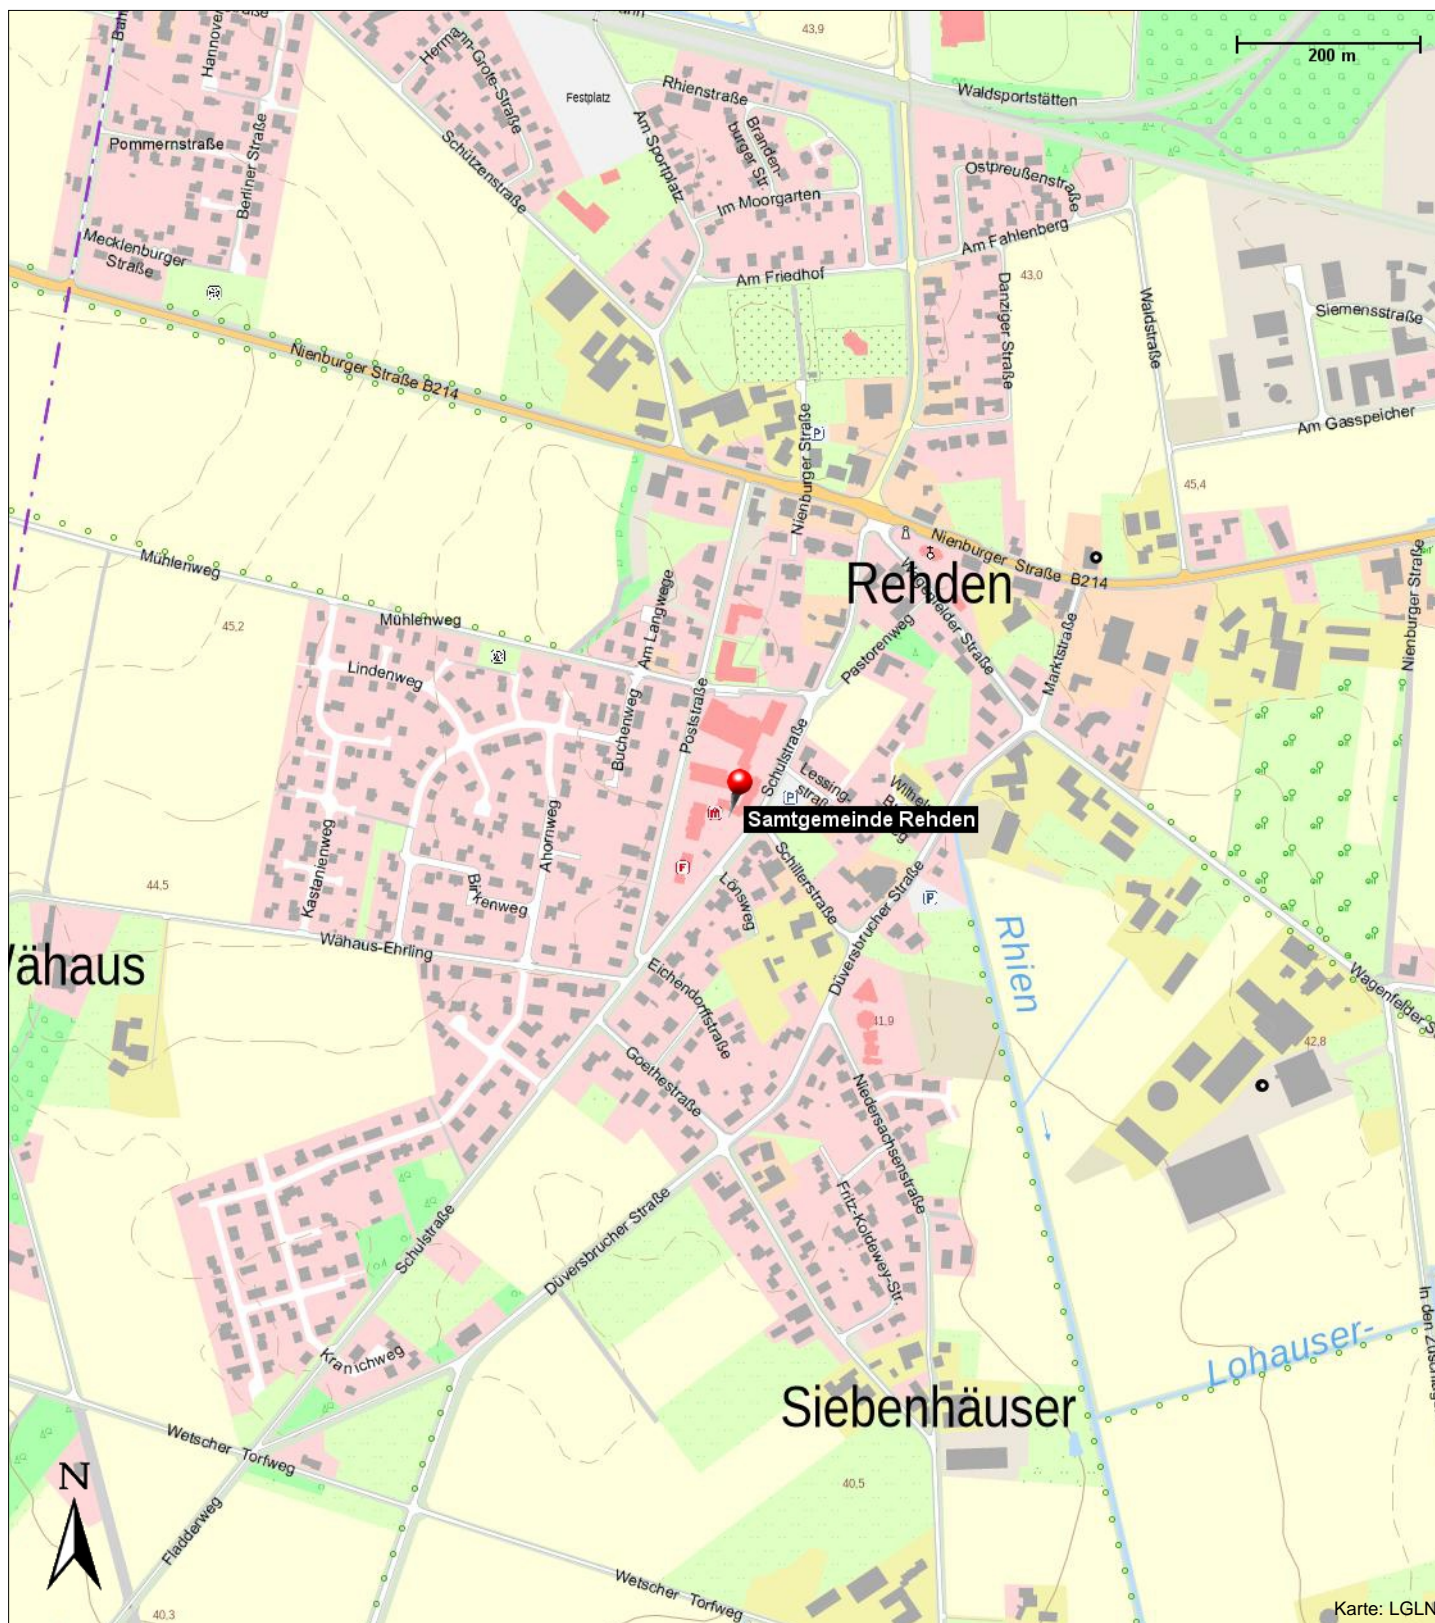 43,9
200 m
Waldsportstätten
Festplatz
Hermann-Grote-Straße
Rhienstraße
Branden-
burger Str.
Am Sportplatz
Im Moorgarten
Schützenstraße
Pommernstraße
Berliner Straße
Mecklenburger
Straße
Ostpreußenstraße
Am Fahlenberg
43,0
Am Friedhof
Danziger Straße
Waldstraße
Siemensstraße
Am Gasspeicher
Nienburger Straße B214
Nienburger Straße
P
45,4
Nienburger Straße B214
Nienburger Straße
Rehden
Mühlenweg
45,2
Mühlenweg
Am Langwege
Lindenweg
Buchenweg
Poststraße
Pastorenweg
Wagenfelder Straße
Marktstraße
Schulstraße
Lessing-
straße
P
Samtgemeinde Rehden
F
Kastanienweg
Ahornweg
Birkenweg
44,5
Wähaus-Ehrling
Lönsweg
Schillerstraße
Düversbrucher Straße
P
Rhien
Eichendorffstraße
41,9
Goethestraße
Niedersachsenstraße
42,8
Fritz-Koldewey-Str.
Schulstraße
Düversbrucher Straße
Kranichweg
Lohauser-
Siebenhäuser
Wetscher Torfweg
N
Fladderweg
40,5
Wetscher Torfweg
40,3
Karte: LGLN